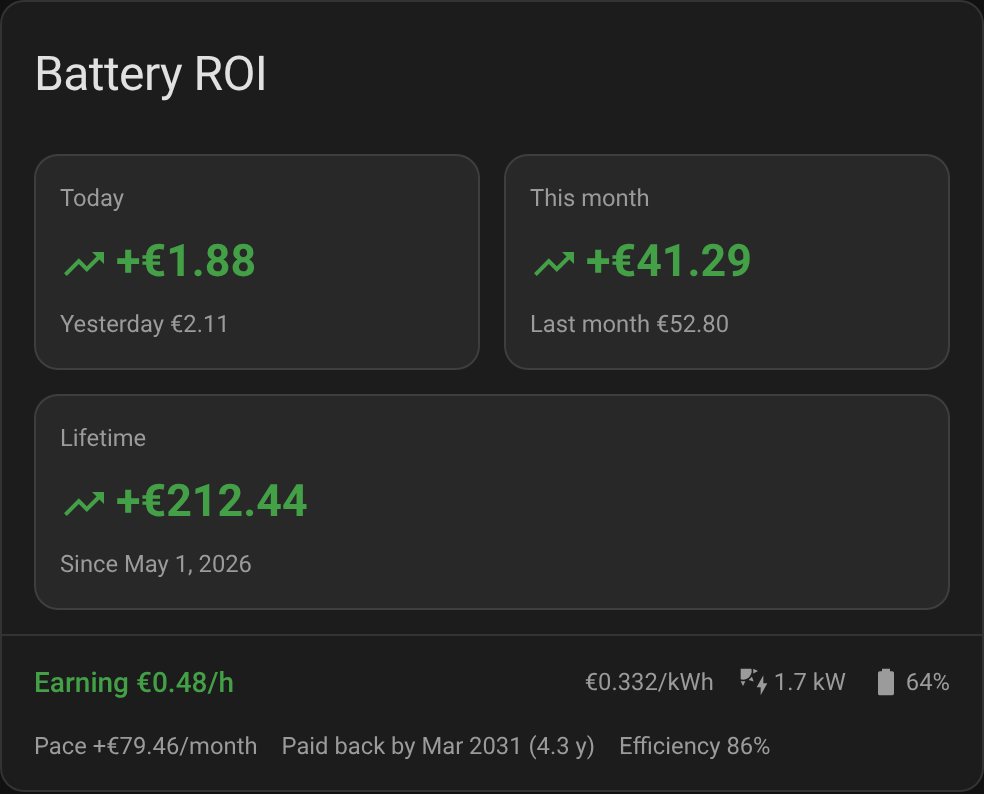 Battery ROI
Today
+€1.88
Yesterday €2.11
This month
+€41.29
Last month €52.80
Lifetime
+€212.44
Since May 1, 2026
Earning €0.48/h
€0.332/kWh 1.7 kW 64%
Pace +€79.46/month Paid back by Mar 2031 (4.3 y) Efficiency 86%